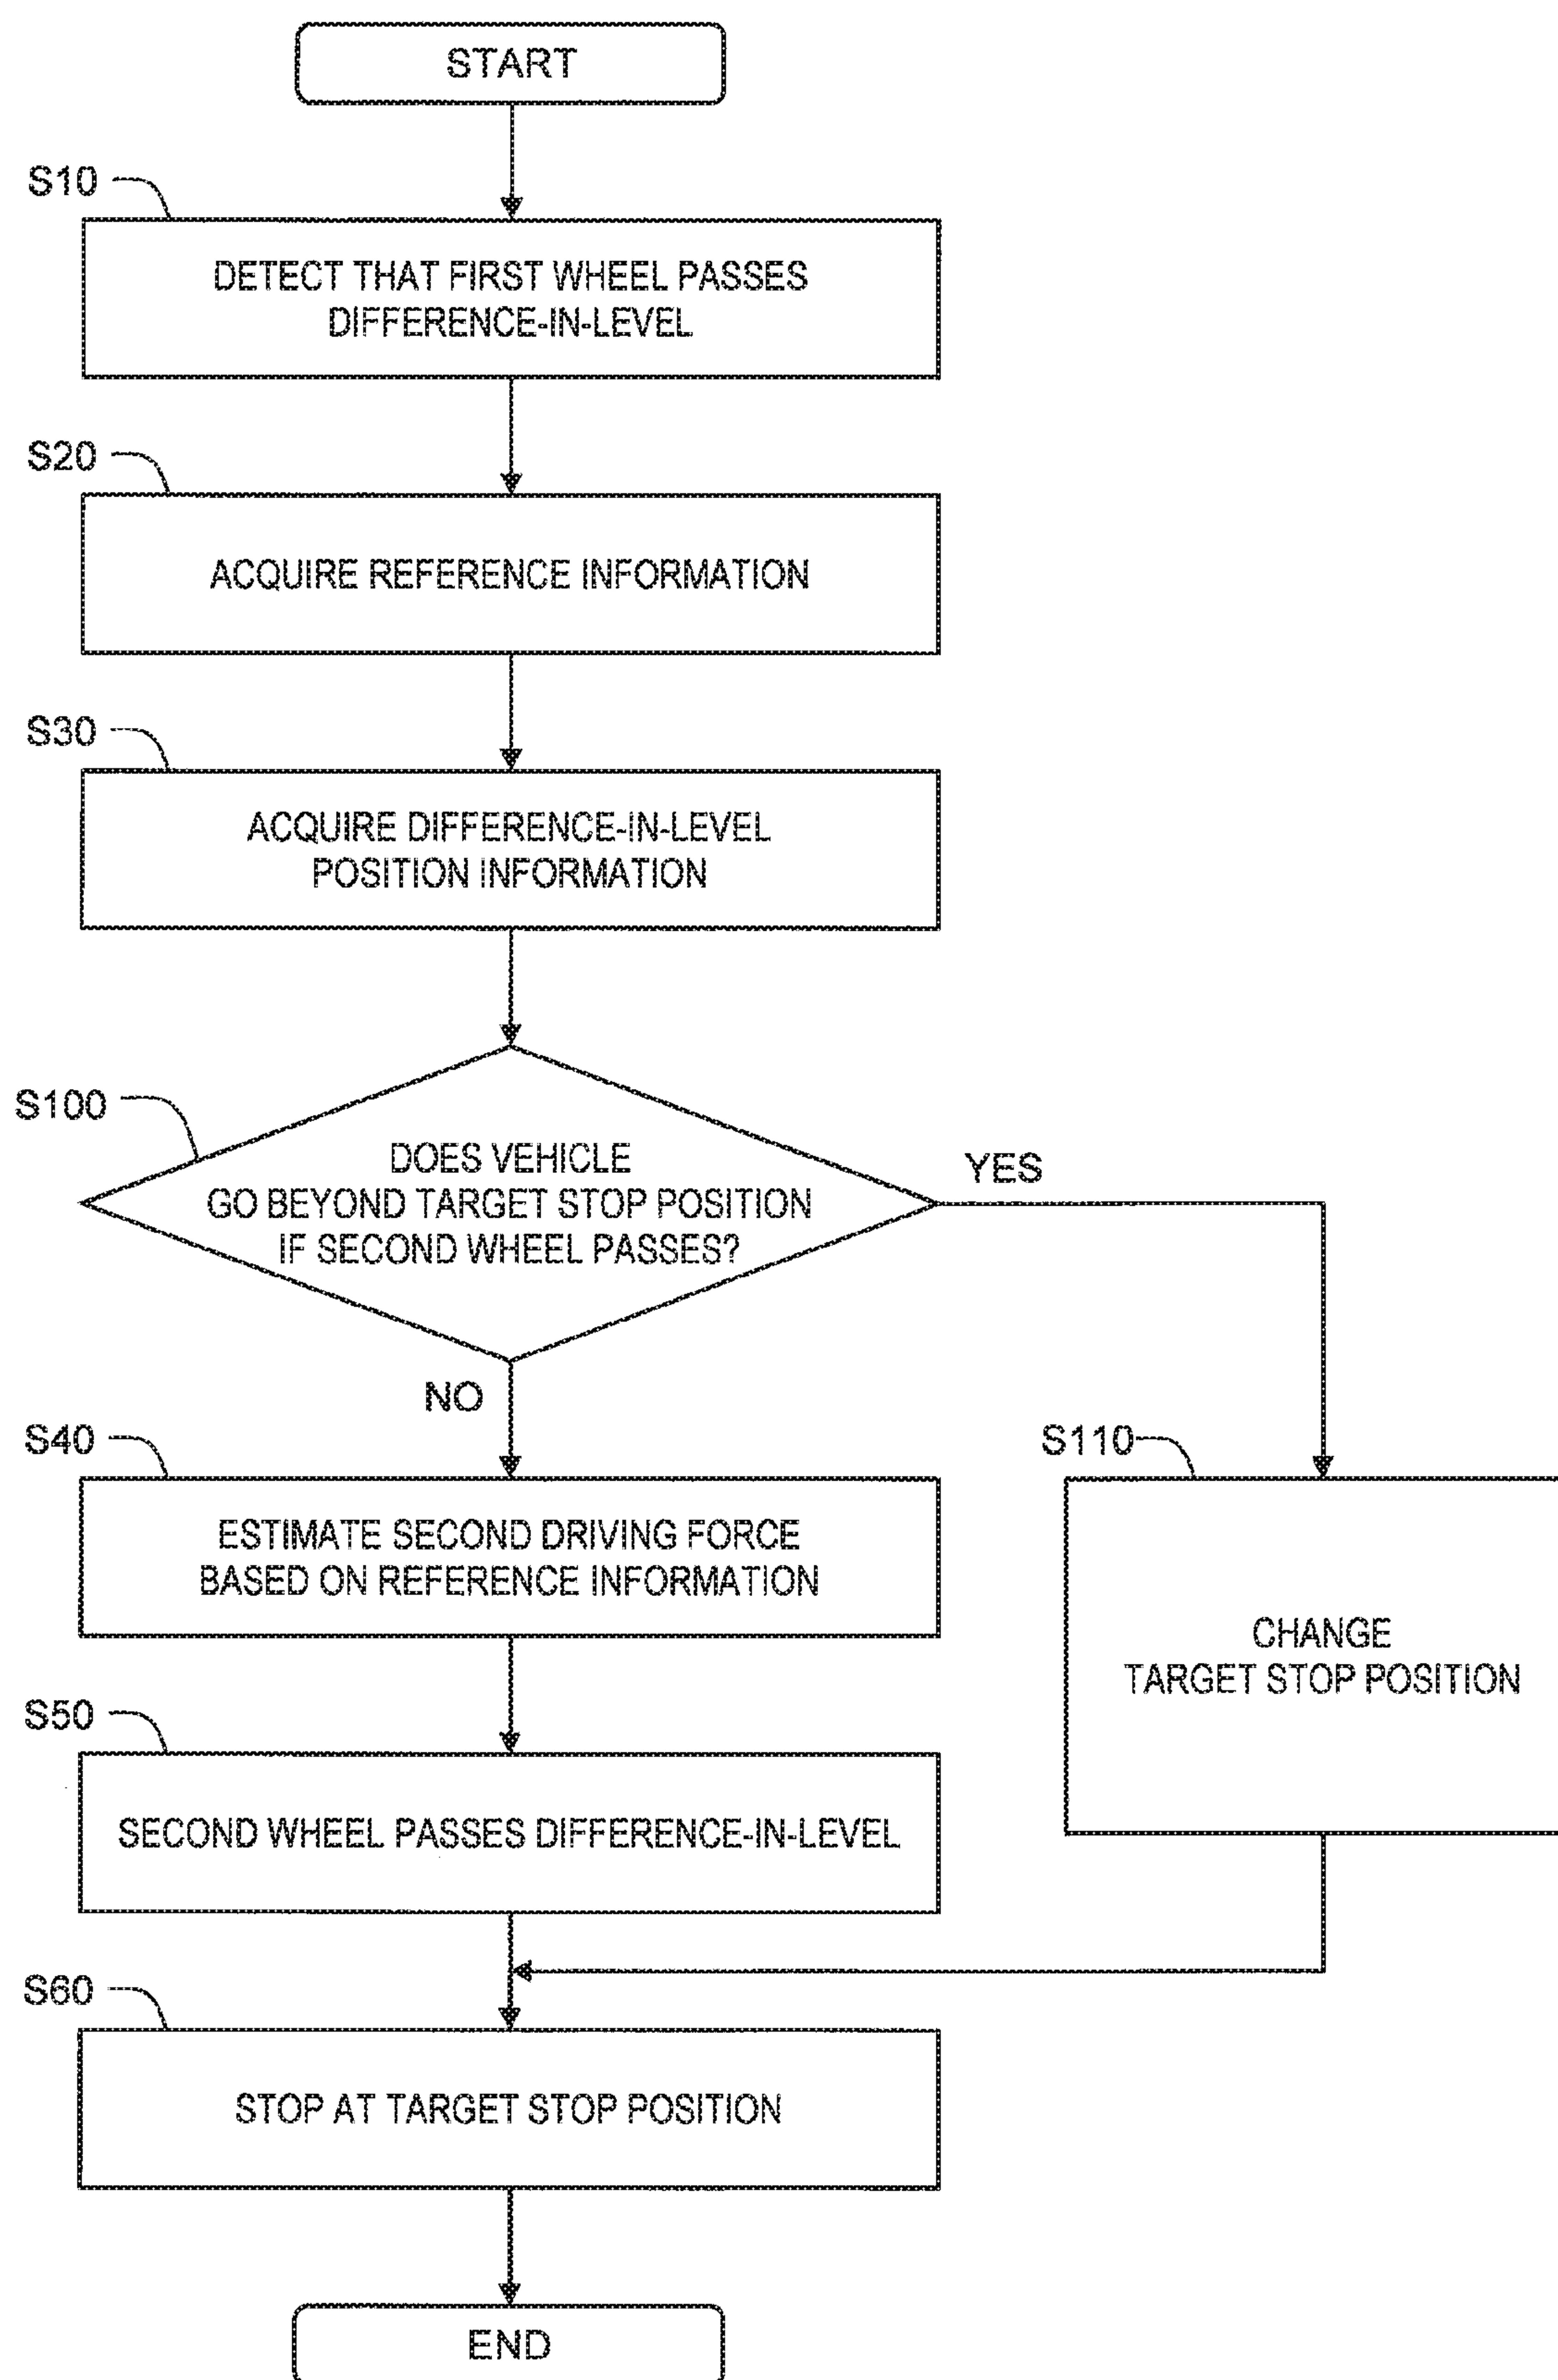 START
S10
DETECT THAT FIRST WHEEL PASSES
DIFFERENCE-IN-LEVEL
S20
ACQUIRE REFERENCE INFORMATION
S30
ACQUIRE DIFFERENCE-IN-LEVEL
POSITION INFORMATION
S100
DOES VEHICLE
GO BEYOND TARGET STOP POSITION
IF SECOND WHEEL PASSES?
YES
NO
S40
ESTIMATE SECOND DRIVING FORCE
BASED ON REFERENCE INFORMATION
S110
CHANGE
TARGET STOP POSITION
S50
SECOND WHEEL PASSES DIFFERENCE-IN-LEVEL
S60
STOP AT TARGET STOP POSITION
END